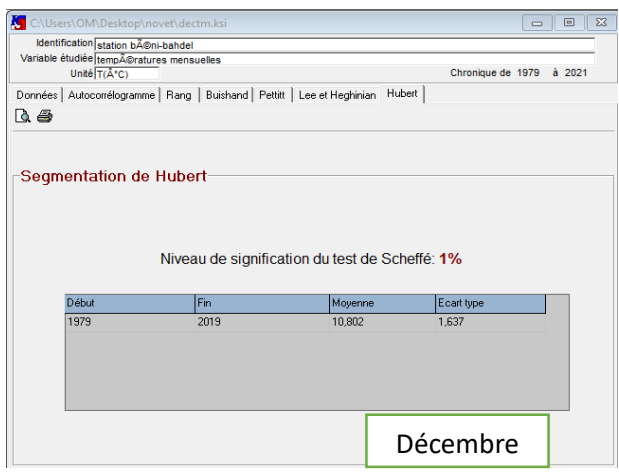 C:\Users\OM\Desktop\novet\dectm.ksi
Identification station bÃ©ni-bahdel
Variable étudiée tempÃ©ratures mensuelles
Unité T(Â°C) Chronique de 1979 à 2021
Données Autocorrélogramme Rang Buishand Pettitt Lee et Heghinian Hubert
Segmentation de Hubert
Niveau de signification du test de Scheffé: 1%
Début Fin Moyenne Ecart type
1979 2019 10,802 1,637
Décembre